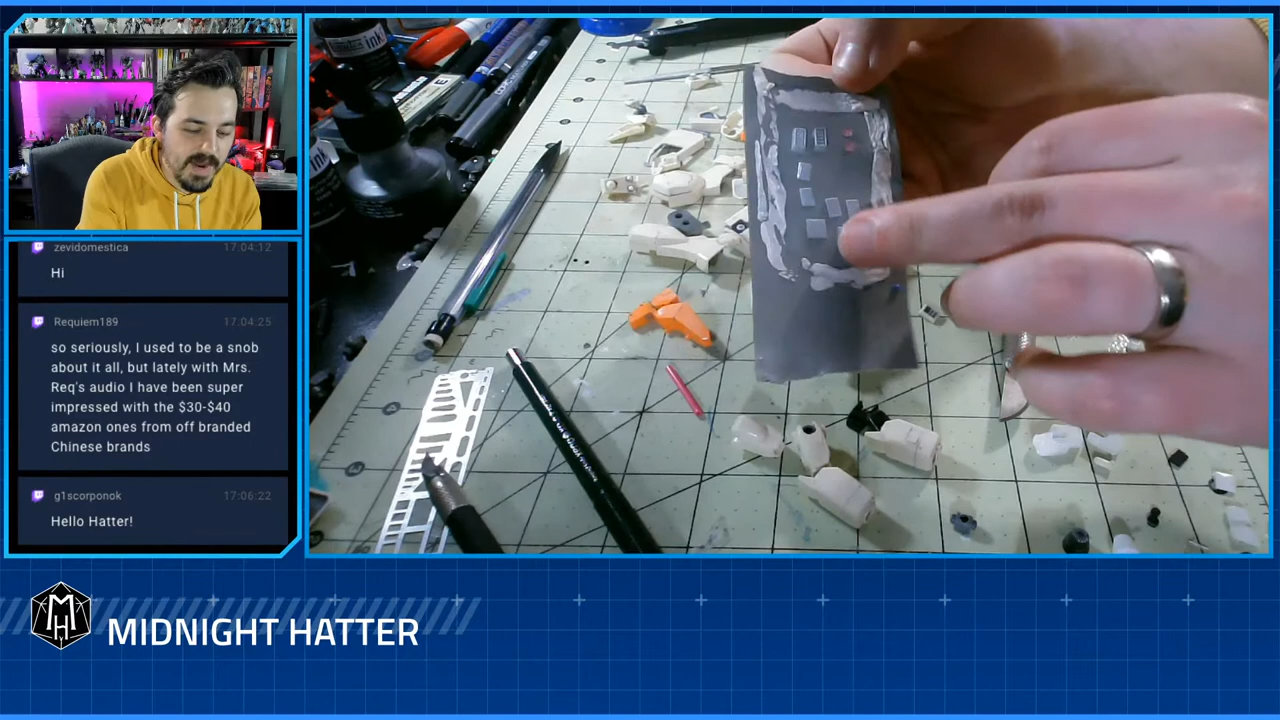 zevidomestica 17:04:12
Hi
Requiem189 17:04:25
so seriously, I used to be a snob
about it all, but lately with Mrs.
Req's audio I have been super
impressed with the $30-$40
amazon ones from off branded
Chinese brands
g1scorponok 17:06:22
Hello Hatter!
MH
MIDNIGHT HATTER
ink
E